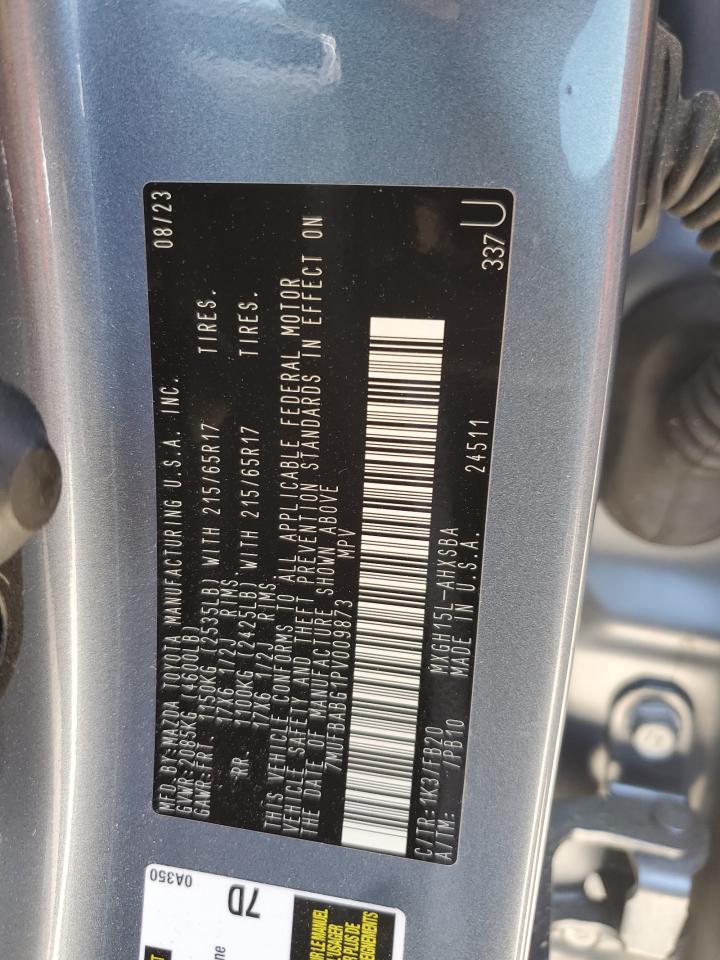 MFD.BY:MAZDA TOYOTA MANUFACTURING U.S.A. INC. 08/23
GVWR:2085KG (4600LB)
GAWR:FRT. 1150KG (2535LB) WITH 215/65R17 TIRES.
17X6 1/2J RIMS
RR. 1100KG (2425LB) WITH 215/65R17 TIRES.
17X6 1/2J RIMS.
THIS VEHICLE CONFORMS TO ALL APPLICABLE FEDERAL MOTOR
VEHICLE SAFETY AND THEFT PREVENTION STANDARDS IN EFFECT ON
THE DATE OF MANUFACTURE SHOWN ABOVE
MPV
C/TR:1K3/FB20 MXGH15L-AHXSBA
A/TM: /PB10 MADE IN U.S.A. 24511
337 U
0A350
7D